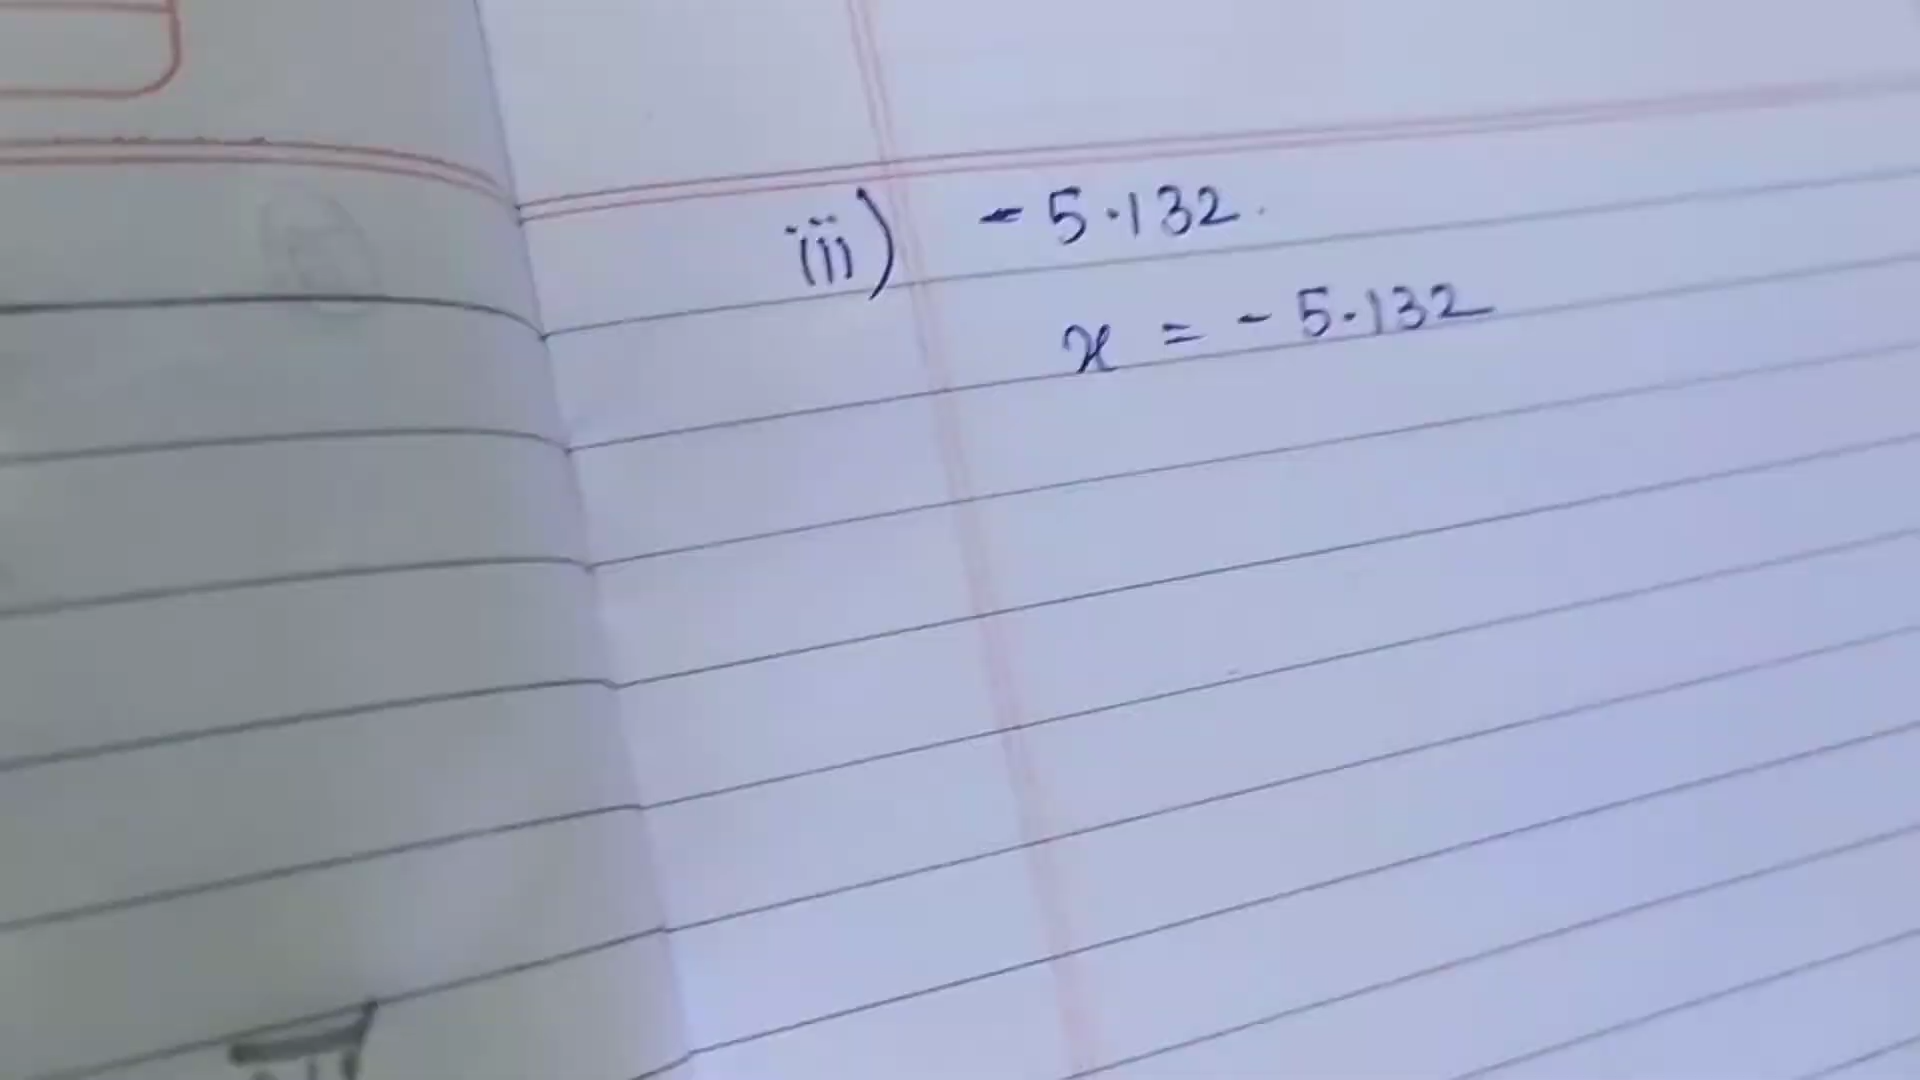 iii) - 5.132
x = - 5.132